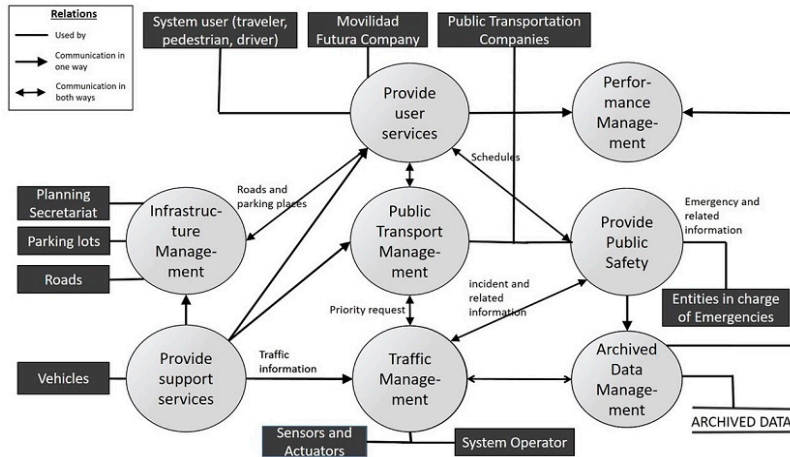 Relations
Used by
Communication in
one way
Communication in
both ways
System user (traveler,
pedestrian, driver)
Movilidad
Futura Company
Public Transportation
Companies
Provide
user
services
Perfor-
mance
Manage-
ment
Schedules
Roads and
parking places
Planning
Secretariat
Parking lots
Roads
Infrastruc-
ture
Manage-
ment
Public
Transport
Manage-
ment
Provide
Public
Safety
Emergency and
related
information
Entities in charge
of Emergencies
Priority request
incident and
related
information
Vehicles
Provide
support
services
Traffic
information
Traffic
Manage-
ment
Archived
Data
Manage-
ment
ARCHIVED DATA
Sensors and
Actuators
System Operator